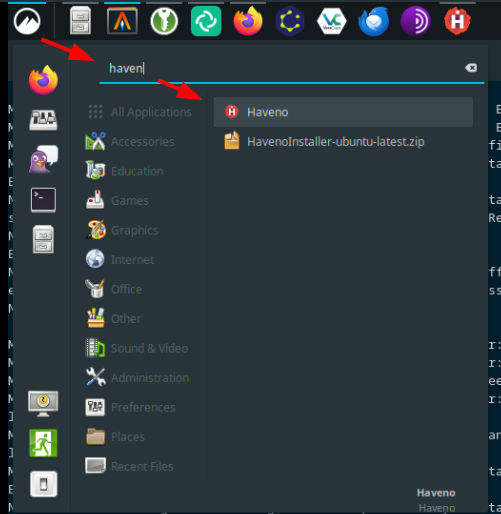 haven
All Applications
Haveno
Accessories
HavenoInstaller-ubuntu-latest.zip
Education
Games
Graphics
Internet
Office
Other
Sound & Video
Administration
Preferences
Places
Recent Files
Haveno
Haveno